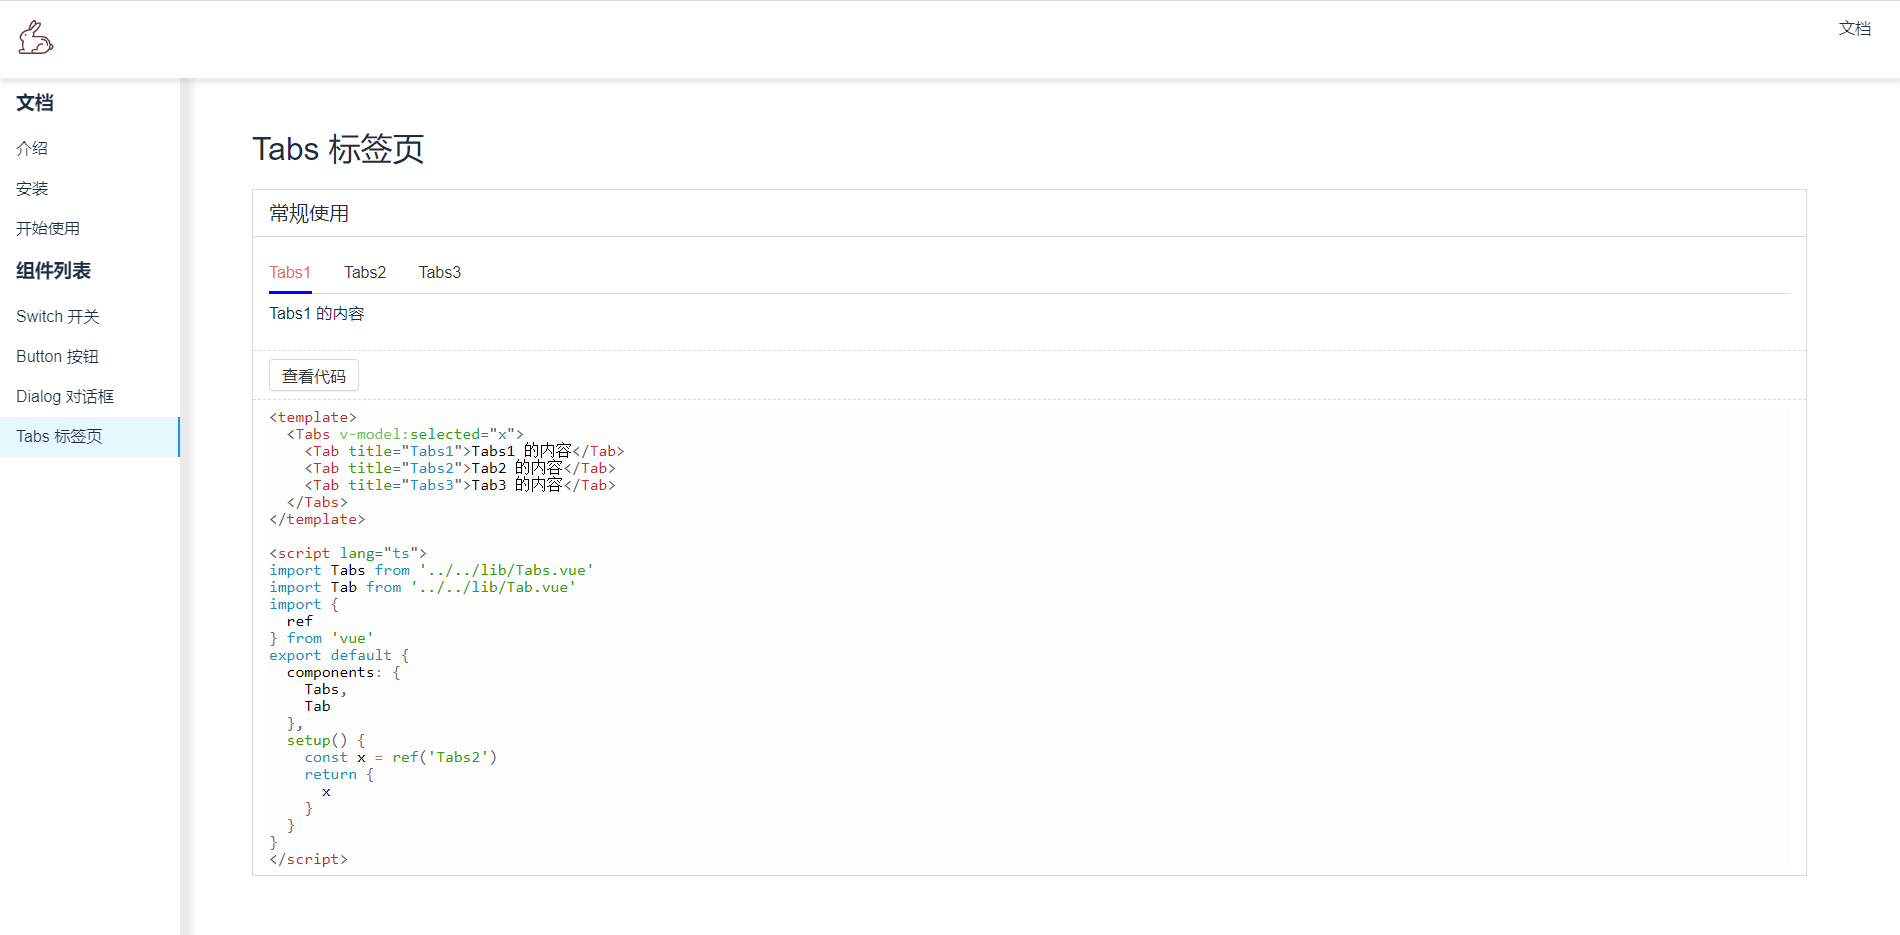 文档
文档
介绍
安装
开始使用
组件列表
Switch 开关
Button 按钮
Dialog 对话框
Tabs 标签页
Tabs 标签页
常规使用
Tabs1 Tabs2 Tabs3
Tabs1 的内容
查看代码
<template>
  <Tabs v-model:selected="x">
    <Tab title="Tabs1">Tabs1 的内容</Tab>
    <Tab title="Tabs2">Tab2 的内容</Tab>
    <Tab title="Tabs3">Tab3 的内容</Tab>
  </Tabs>
</template>

<script lang="ts">
import Tabs from '../../lib/Tabs.vue'
import Tab from '../../lib/Tab.vue'
import {
  ref
} from 'vue'
export default {
  components: {
    Tabs,
    Tab
  },
  setup() {
    const x = ref('Tabs2')
    return {
      x
    }
  }
}
</script>